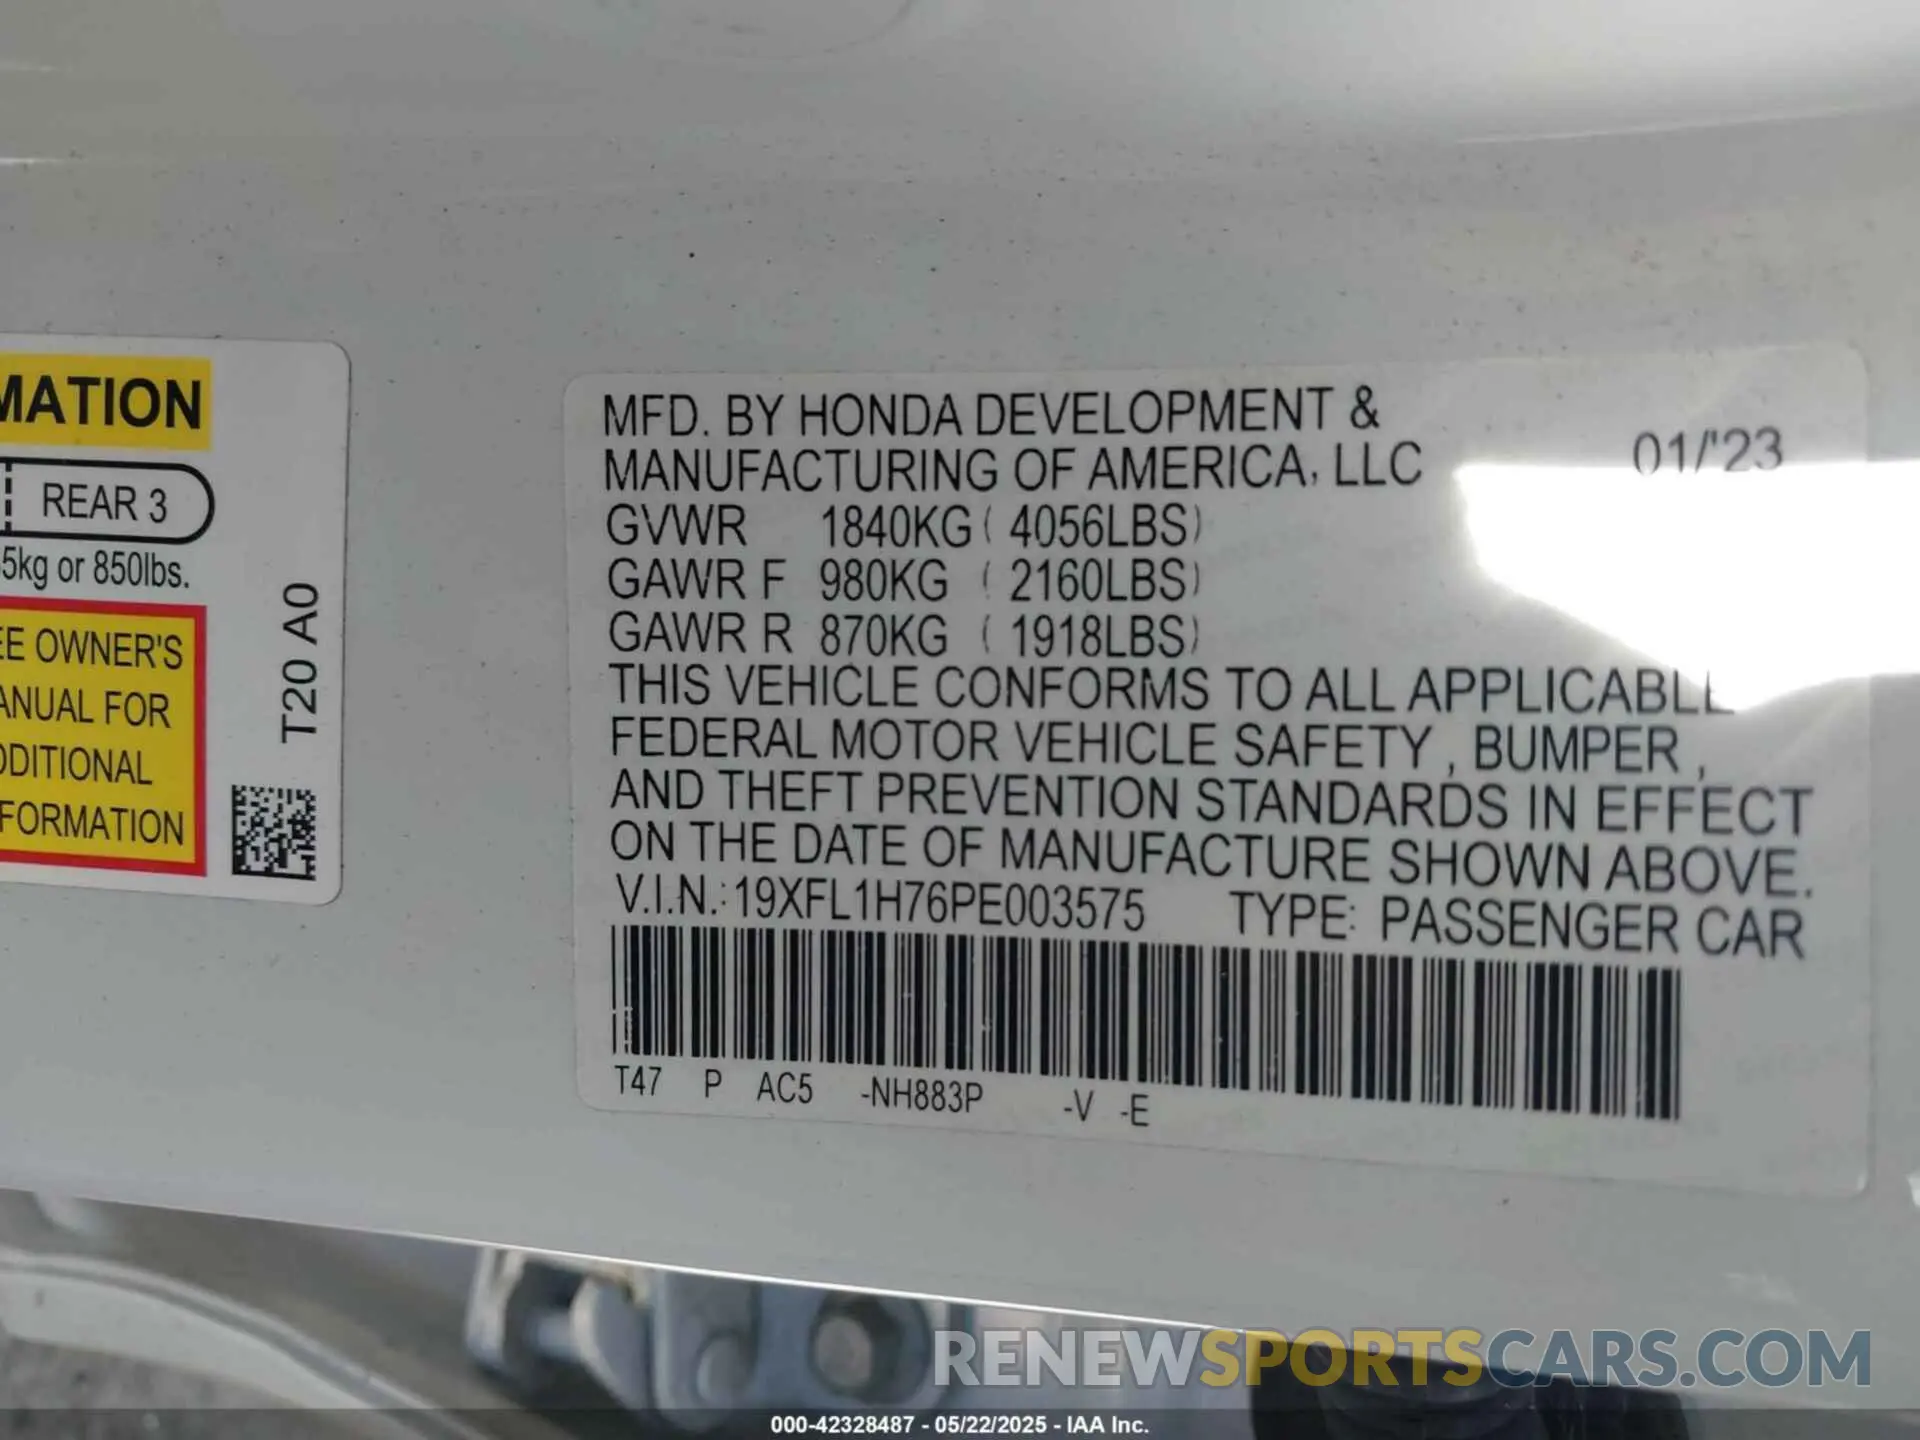 MATION
REAR 3
5kg or 850lbs.
EE OWNER'S
ANUAL FOR
DDITIONAL
FORMATION
T20 A0
MFD. BY HONDA DEVELOPMENT &
MANUFACTURING OF AMERICA, LLC 01/'23
GVWR 1840KG ( 4056LBS)
GAWR F 980KG ( 2160LBS)
GAWR R 870KG ( 1918LBS)
THIS VEHICLE CONFORMS TO ALL APPLICABLE
FEDERAL MOTOR VEHICLE SAFETY , BUMPER ,
AND THEFT PREVENTION STANDARDS IN EFFECT
ON THE DATE OF MANUFACTURE SHOWN ABOVE.
V.I.N.: 19XFL1H76PE003575 TYPE: PASSENGER CAR
T47 P AC5 -NH883P -V -E
RENEWSPORTSCARS.COM
000-42328487 - 05/22/2025 - IAA Inc.